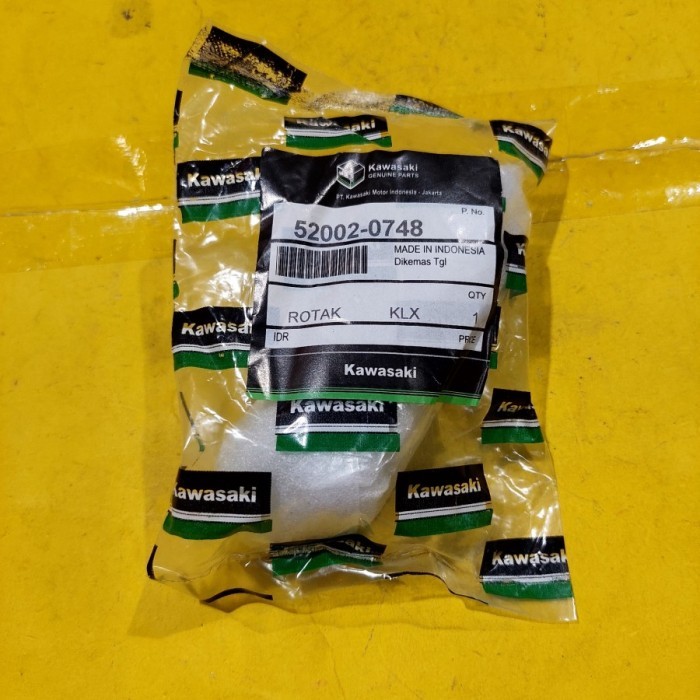 Kawasaki
Kawasaki
Kawasaki
Kawasaki
GENUINE PARTS
PT. Kawasaki Motor Indonesia - Jakarta
P. No.
52002-0748
MADE IN INDONESIA
Dikemas Tgl
QTY
ROTAK KLX 1
IDR
Kawasaki
Kawasaki
Kawasaki
Kawasaki
Kawasaki
Kawasaki